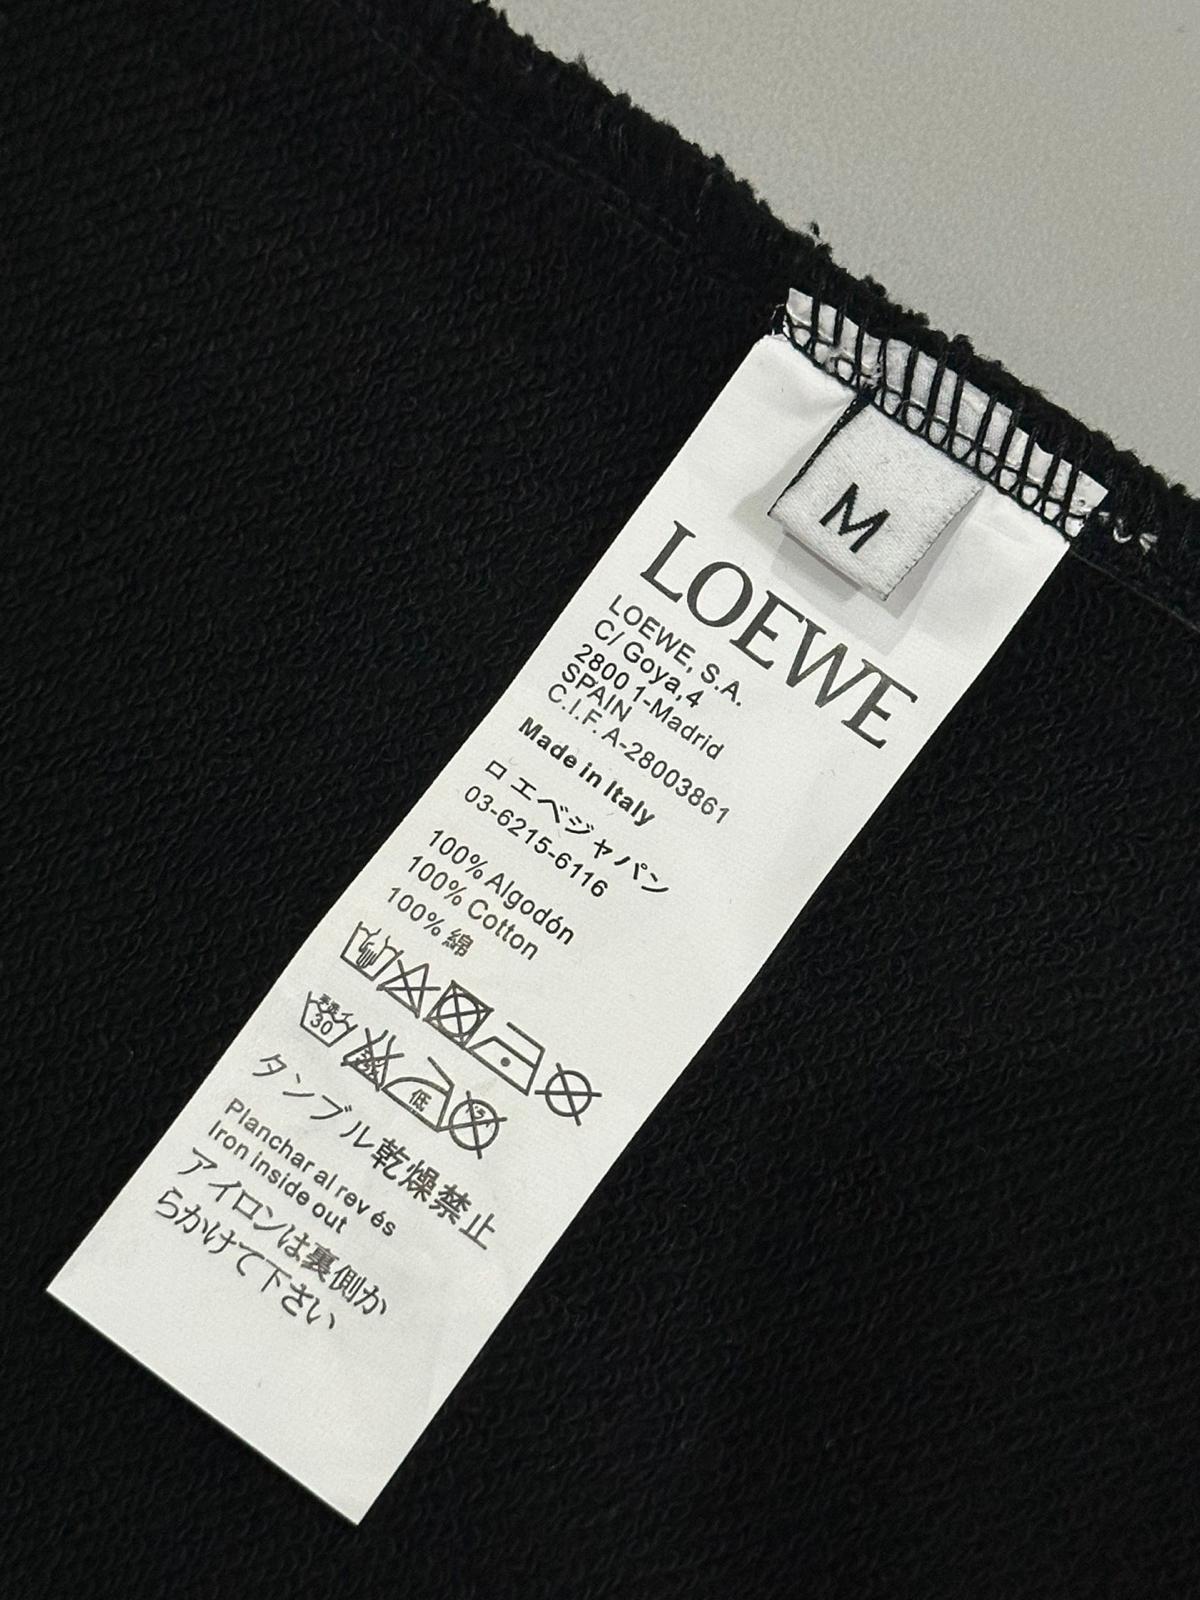 M
LOEWE
LOEWE, S.A.
C/ Goya,4
2800 1-Madrid
SPAIN
C.I.F. A-28003861
Made in Italy
ロエベジャパン
03-6215-6116
100% Algodón
100% Cotton
100% 綿
30
低
タンブル乾燥禁止
Planchar al rev és
Iron inside out
アイロンは裏側か
らかけて下さい